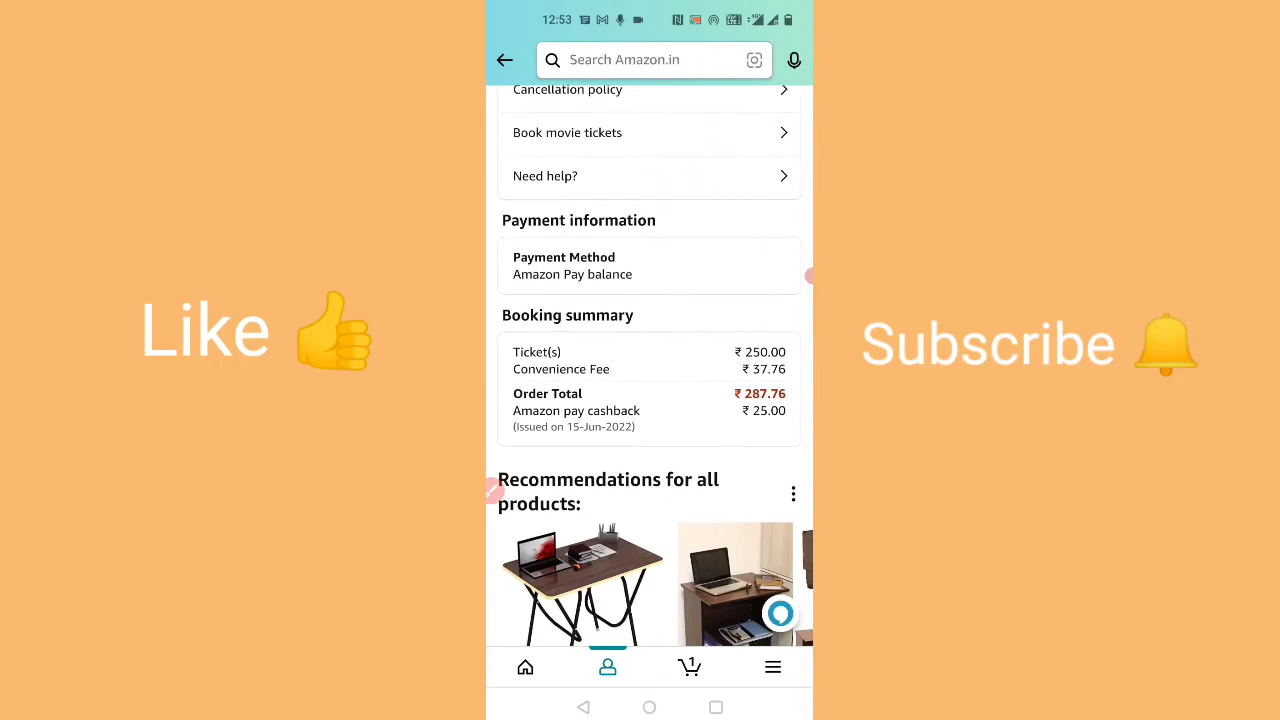 12:53
Search Amazon.in
Cancellation policy
Book movie tickets
Need help?
Payment information
Payment Method
Amazon Pay balance
Booking summary
Ticket(s) ₹ 250.00
Convenience Fee ₹ 37.76
Order Total ₹ 287.76
Amazon pay cashback ₹ 25.00
(Issued on 15-Jun-2022)
Recommendations for all
products:
1
Like
Subscribe